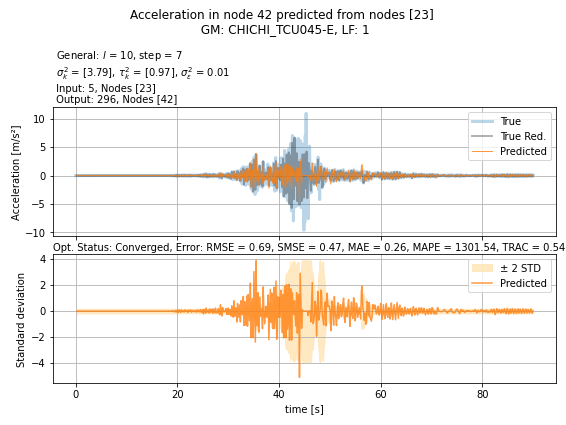 Acceleration in node 42 predicted from nodes [23]
GM: CHICHI_TCU045-E, LF: 1
General: l = 10, step = 7
σ²ₖ = [3.79], τ²ₖ = [0.97], σ²ε = 0.01
Input: 5, Nodes [23]
Output: 296, Nodes [42]
Acceleration [m/s²]
10
5
0
−5
−10
True
True Red.
Predicted
Opt. Status: Converged, Error: RMSE = 0.69, SMSE = 0.47, MAE = 0.26, MAPE = 1301.54, TRAC = 0.54
Standard deviation
4
2
0
−2
−4
± 2 STD
Predicted
0 20 40 60 80
time [s]